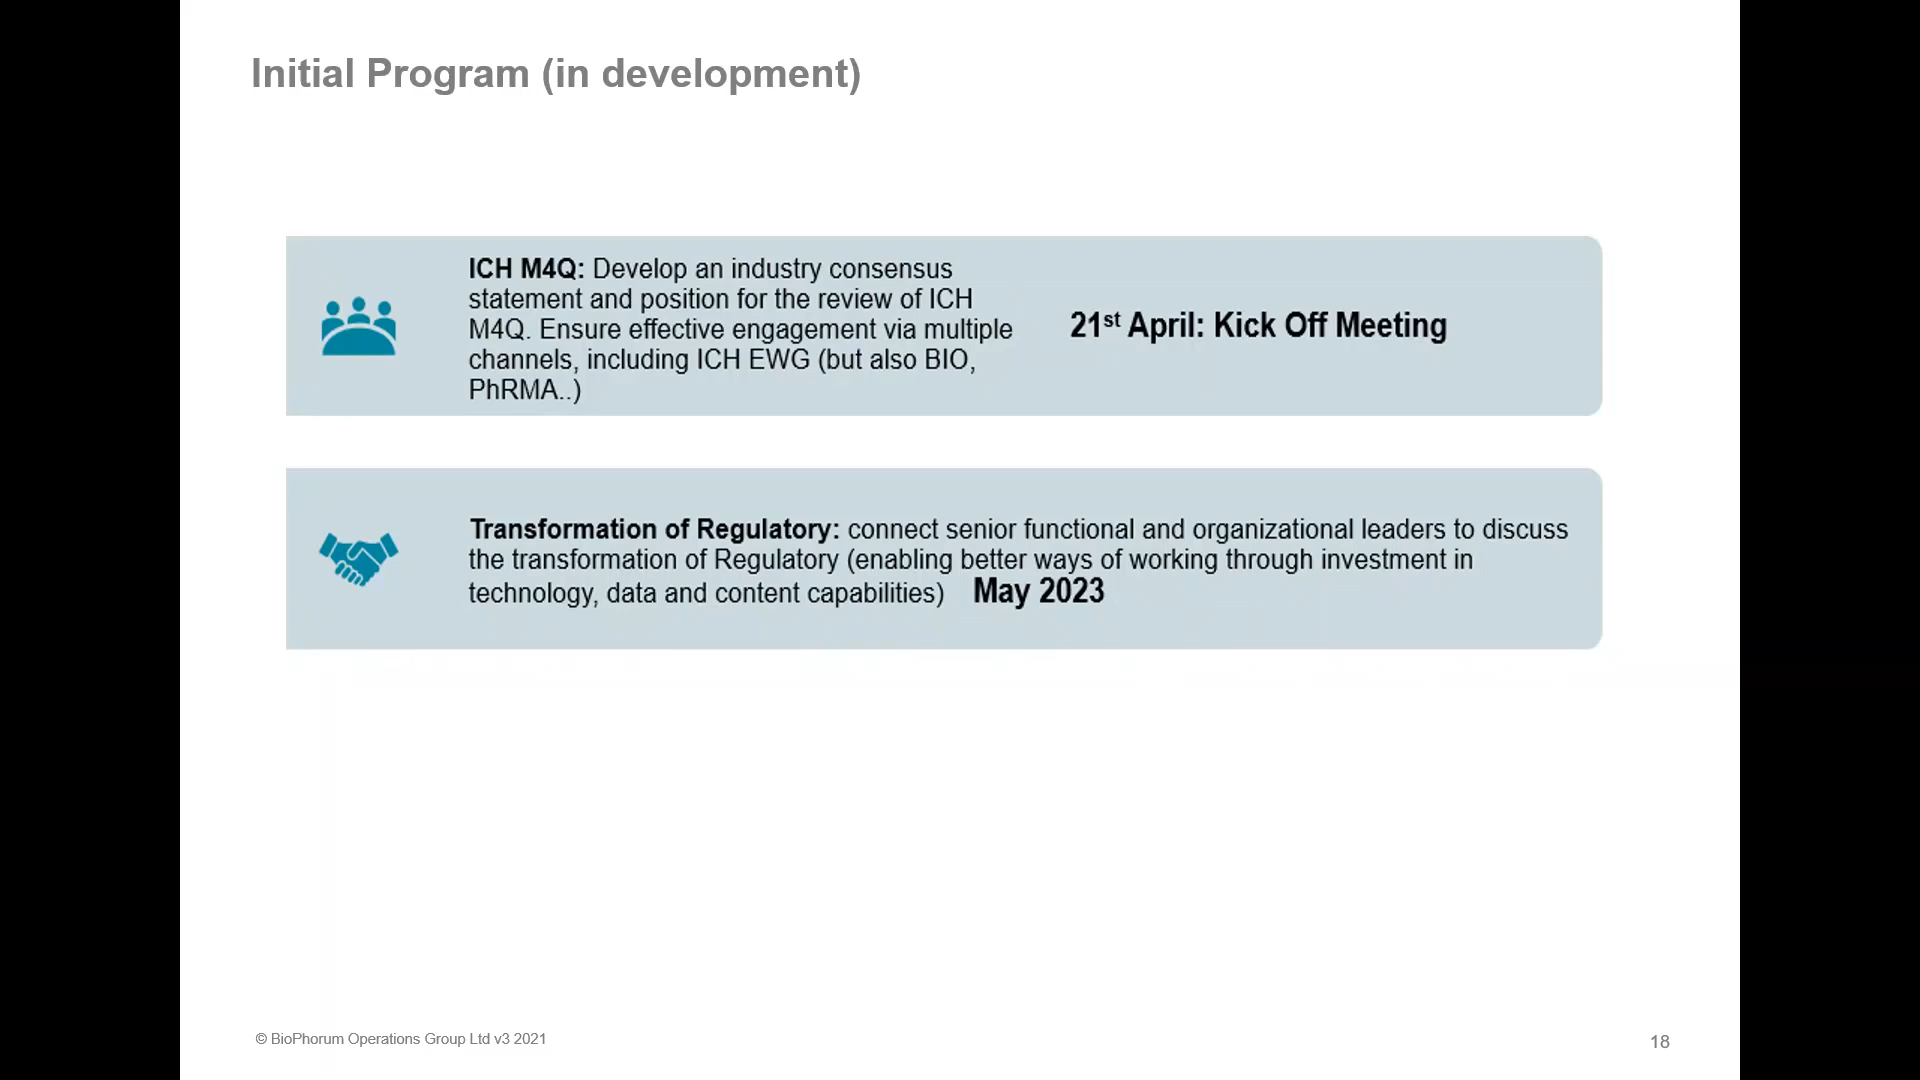 Initial Program (in development)
ICH M4Q: Develop an industry consensus
statement and position for the review of ICH
M4Q. Ensure effective engagement via multiple
channels, including ICH EWG (but also BIO,
PhRMA..)
21st April: Kick Off Meeting
Transformation of Regulatory: connect senior functional and organizational leaders to discuss
the transformation of Regulatory (enabling better ways of working through investment in
technology, data and content capabilities) May 2023
© BioPhorum Operations Group Ltd v3 2021
18